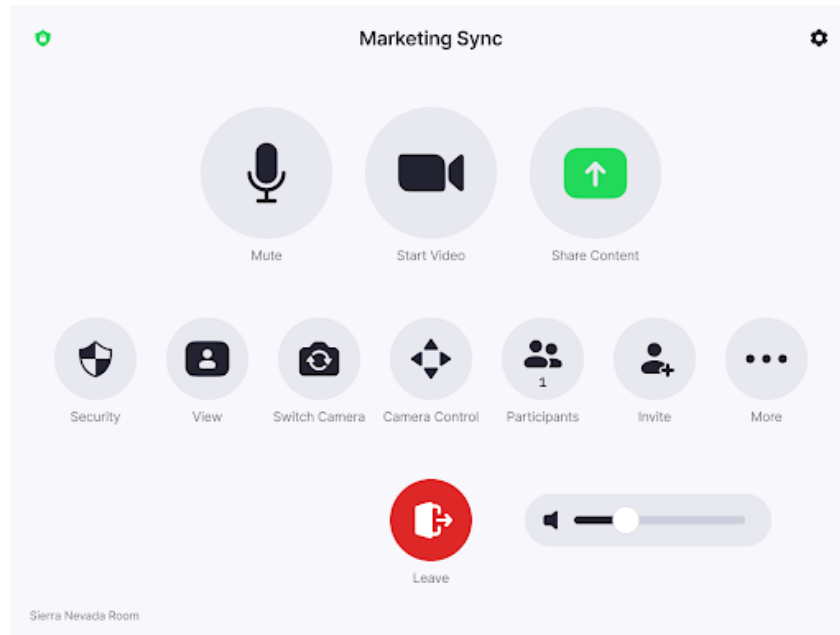 Marketing Sync
Mute Start Video Share Content
1
Security View Switch Camera Camera Control Participants Invite More
Leave
Sierra Nevada Room